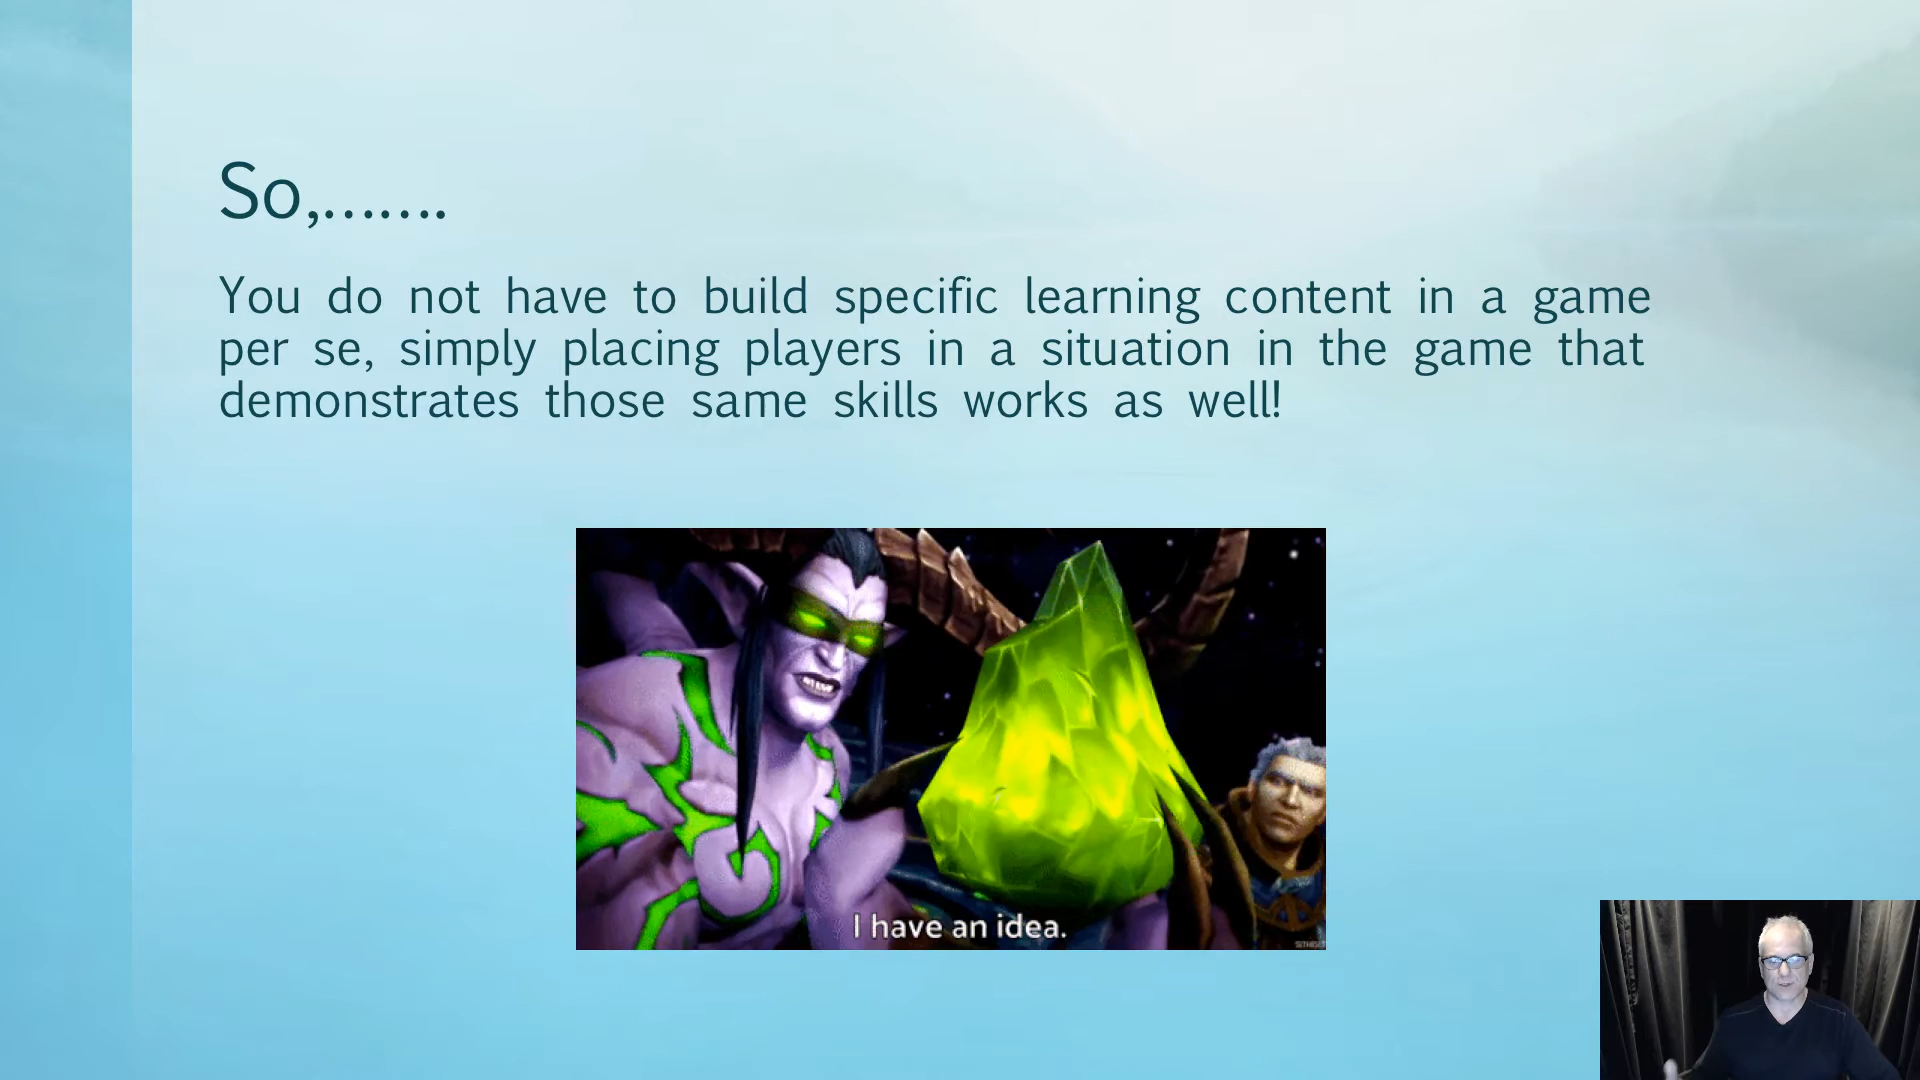 So,.......
You do not have to build specific learning content in a game
per se, simply placing players in a situation in the game that
demonstrates those same skills works as well!
I have an idea.